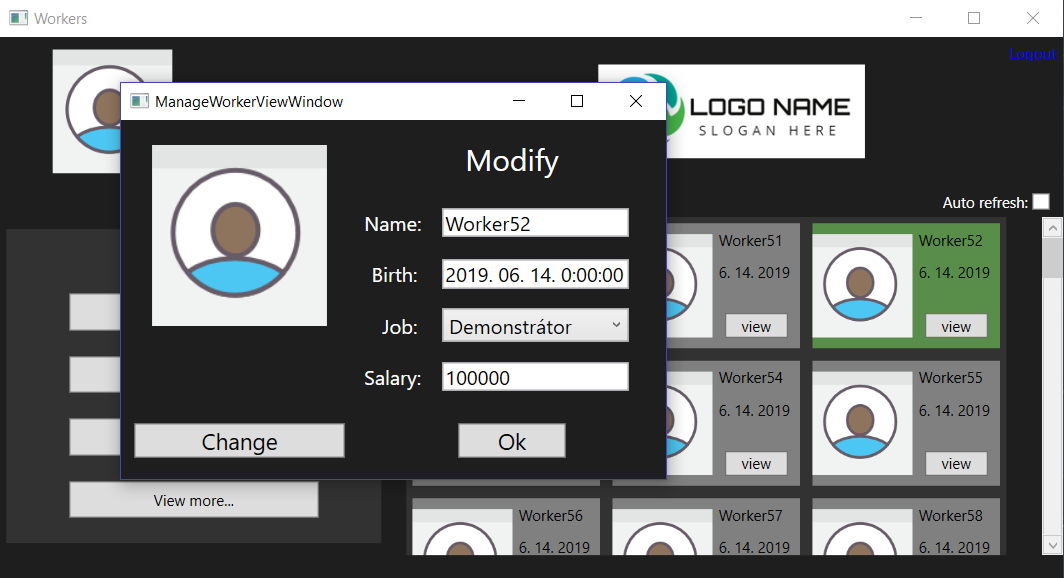 Workers
Logout
ManageWorkerViewWindow
LOGO NAME
SLOGAN HERE
Modify
Auto refresh:
Name: Worker52
Birth: 2019. 06. 14. 0:00:00
Job: Demonstrátor
Salary: 100000
Change
Ok
View more...
Worker51
6. 14. 2019
view
Worker52
6. 14. 2019
view
Worker54
6. 14. 2019
view
Worker55
6. 14. 2019
view
Worker56
6. 14. 2019
Worker57
6. 14. 2019
Worker58
6. 14. 2019